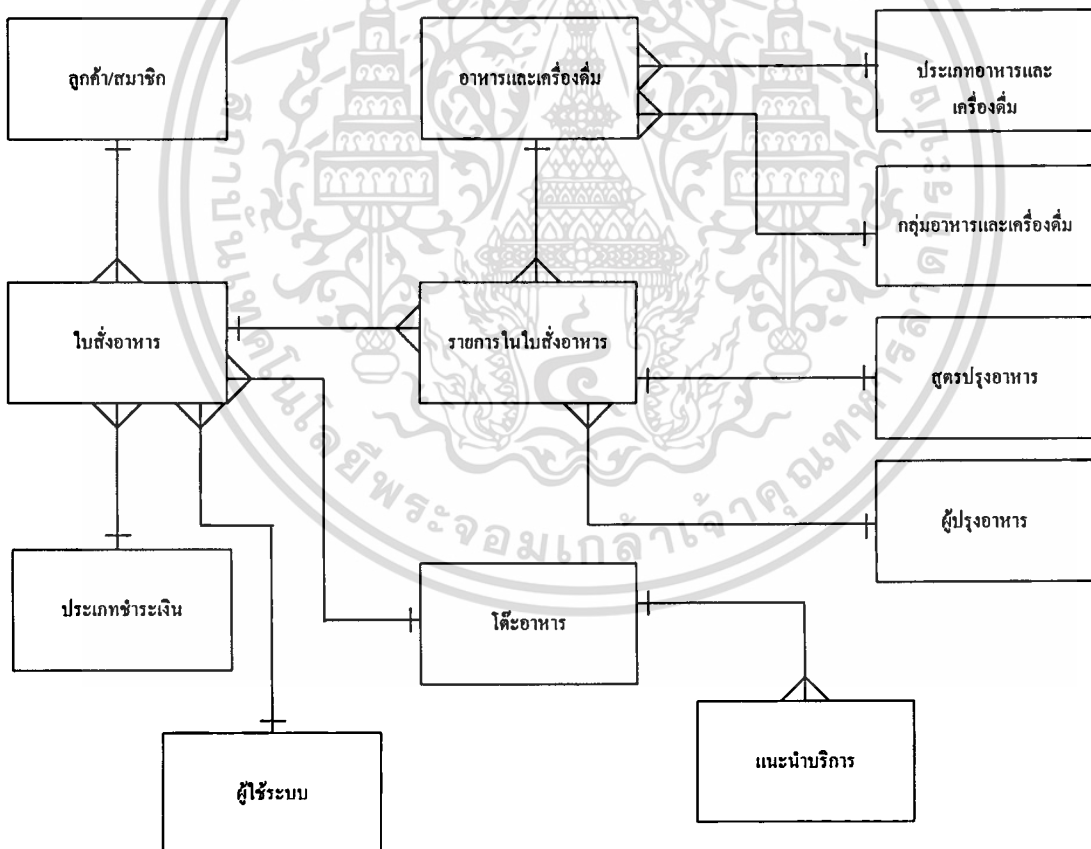 ลูกค้า/สมาชิก
อาหารและเครื่องดื่ม
ประเภทอาหารและ
เครื่องดื่ม
กลุ่มอาหารและเครื่องดื่ม
ใบสั่งอาหาร
รายการในใบสั่งอาหาร
สูตรปรุงอาหาร
ผู้ปรุงอาหาร
ประเภทชำระเงิน
โต๊ะอาหาร
แนะนำบริการ
ผู้ใช้ระบบ